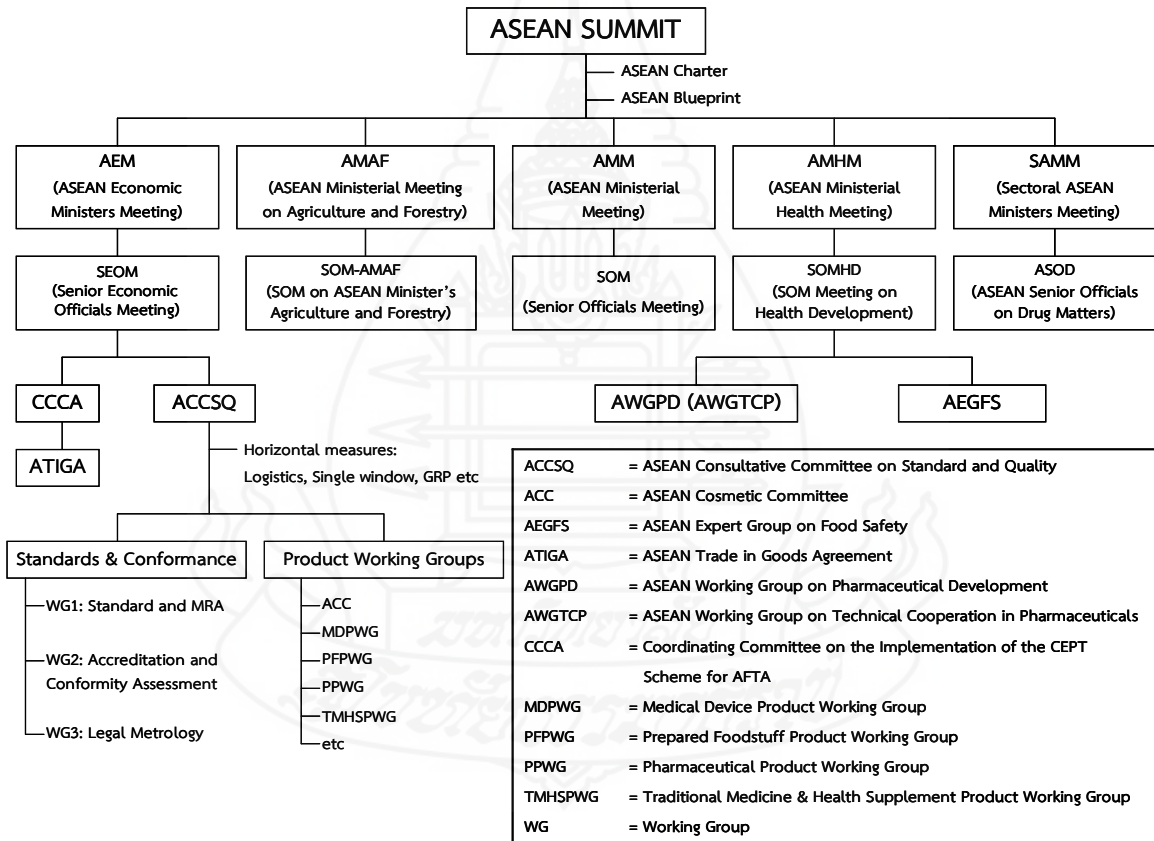 ASEAN SUMMIT
ASEAN Charter
ASEAN Blueprint
AEM
(ASEAN Economic
Ministers Meeting)
AMAF
(ASEAN Ministerial Meeting
on Agriculture and Forestry)
AMM
(ASEAN Ministerial
Meeting)
AMHM
(ASEAN Ministerial
Health Meeting)
SAMM
(Sectoral ASEAN
Ministers Meeting)
SEOM
(Senior Economic
Officials Meeting)
SOM-AMAF
(SOM on ASEAN Minister's
Agriculture and Forestry)
SOM
(Senior Officials Meeting)
SOMHD
(SOM Meeting on
Health Development)
ASOD
(ASEAN Senior Officials
on Drug Matters)
CCCA
ACCSQ
AWGPD (AWGTCP)
AEGFS
ATIGA
Horizontal measures:
Logistics, Single window, GRP etc
Standards & Conformance
WG1: Standard and MRA
WG2: Accreditation and
Conformity Assessment
WG3: Legal Metrology
Product Working Groups
ACC
MDPWG
PFPWG
PPWG
TMHSPWG
etc
ACCSQ = ASEAN Consultative Committee on Standard and Quality
ACC = ASEAN Cosmetic Committee
AEGFS = ASEAN Expert Group on Food Safety
ATIGA = ASEAN Trade in Goods Agreement
AWGPD = ASEAN Working Group on Pharmaceutical Development
AWGTCP = ASEAN Working Group on Technical Cooperation in Pharmaceuticals
CCCA = Coordinating Committee on the Implementation of the CEPT
Scheme for AFTA
MDPWG = Medical Device Product Working Group
PFPWG = Prepared Foodstuff Product Working Group
PPWG = Pharmaceutical Product Working Group
TMHSPWG = Traditional Medicine & Health Supplement Product Working Group
WG = Working Group